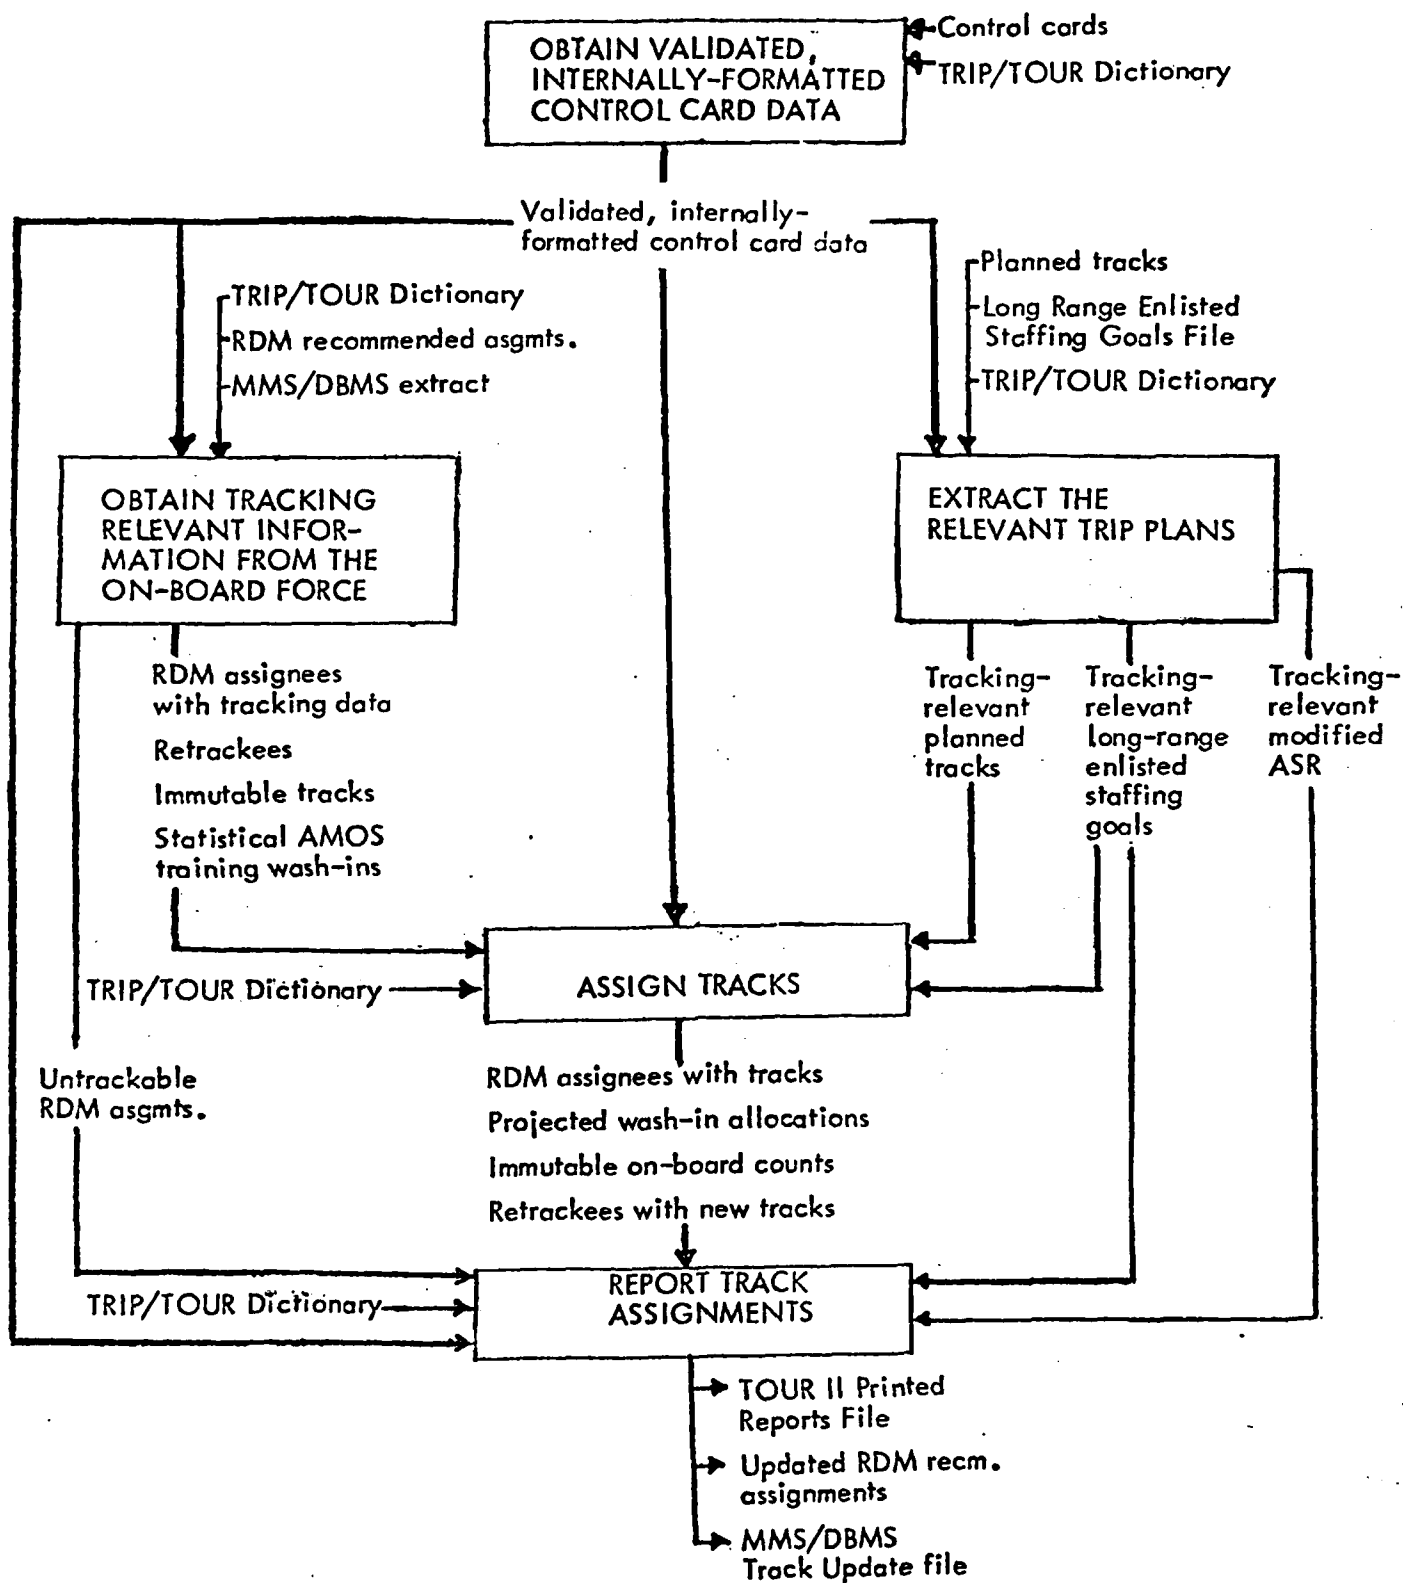 OBTAIN VALIDATED,
INTERNALLY-FORMATTED
CONTROL CARD DATA
Control cards
TRIP/TOUR Dictionary
Validated, internally-
formatted control card data
TRIP/TOUR Dictionary
RDM recommended asgmts.
MMS/DBMS extract
Planned tracks
Long Range Enlisted
Staffing Goals File
TRIP/TOUR Dictionary
OBTAIN TRACKING
RELEVANT INFOR-
MATION FROM THE
ON-BOARD FORCE
EXTRACT THE
RELEVANT TRIP PLANS
RDM assignees
with tracking data
Retrackees
Immutable tracks
Statistical AMOS
training wash-ins
Tracking-
relevant
planned
tracks
Tracking-
relevant
long-range
enlisted
staffing
goals
Tracking-
relevant
modified
ASR
TRIP/TOUR Dictionary
ASSIGN TRACKS
Untrackable
RDM asgmts.
RDM assignees with tracks
Projected wash-in allocations
Immutable on-board counts
Retrackees with new tracks
TRIP/TOUR Dictionary
REPORT TRACK
ASSIGNMENTS
TOUR II Printed
Reports File
Updated RDM recm.
assignments
MMS/DBMS
Track Update file